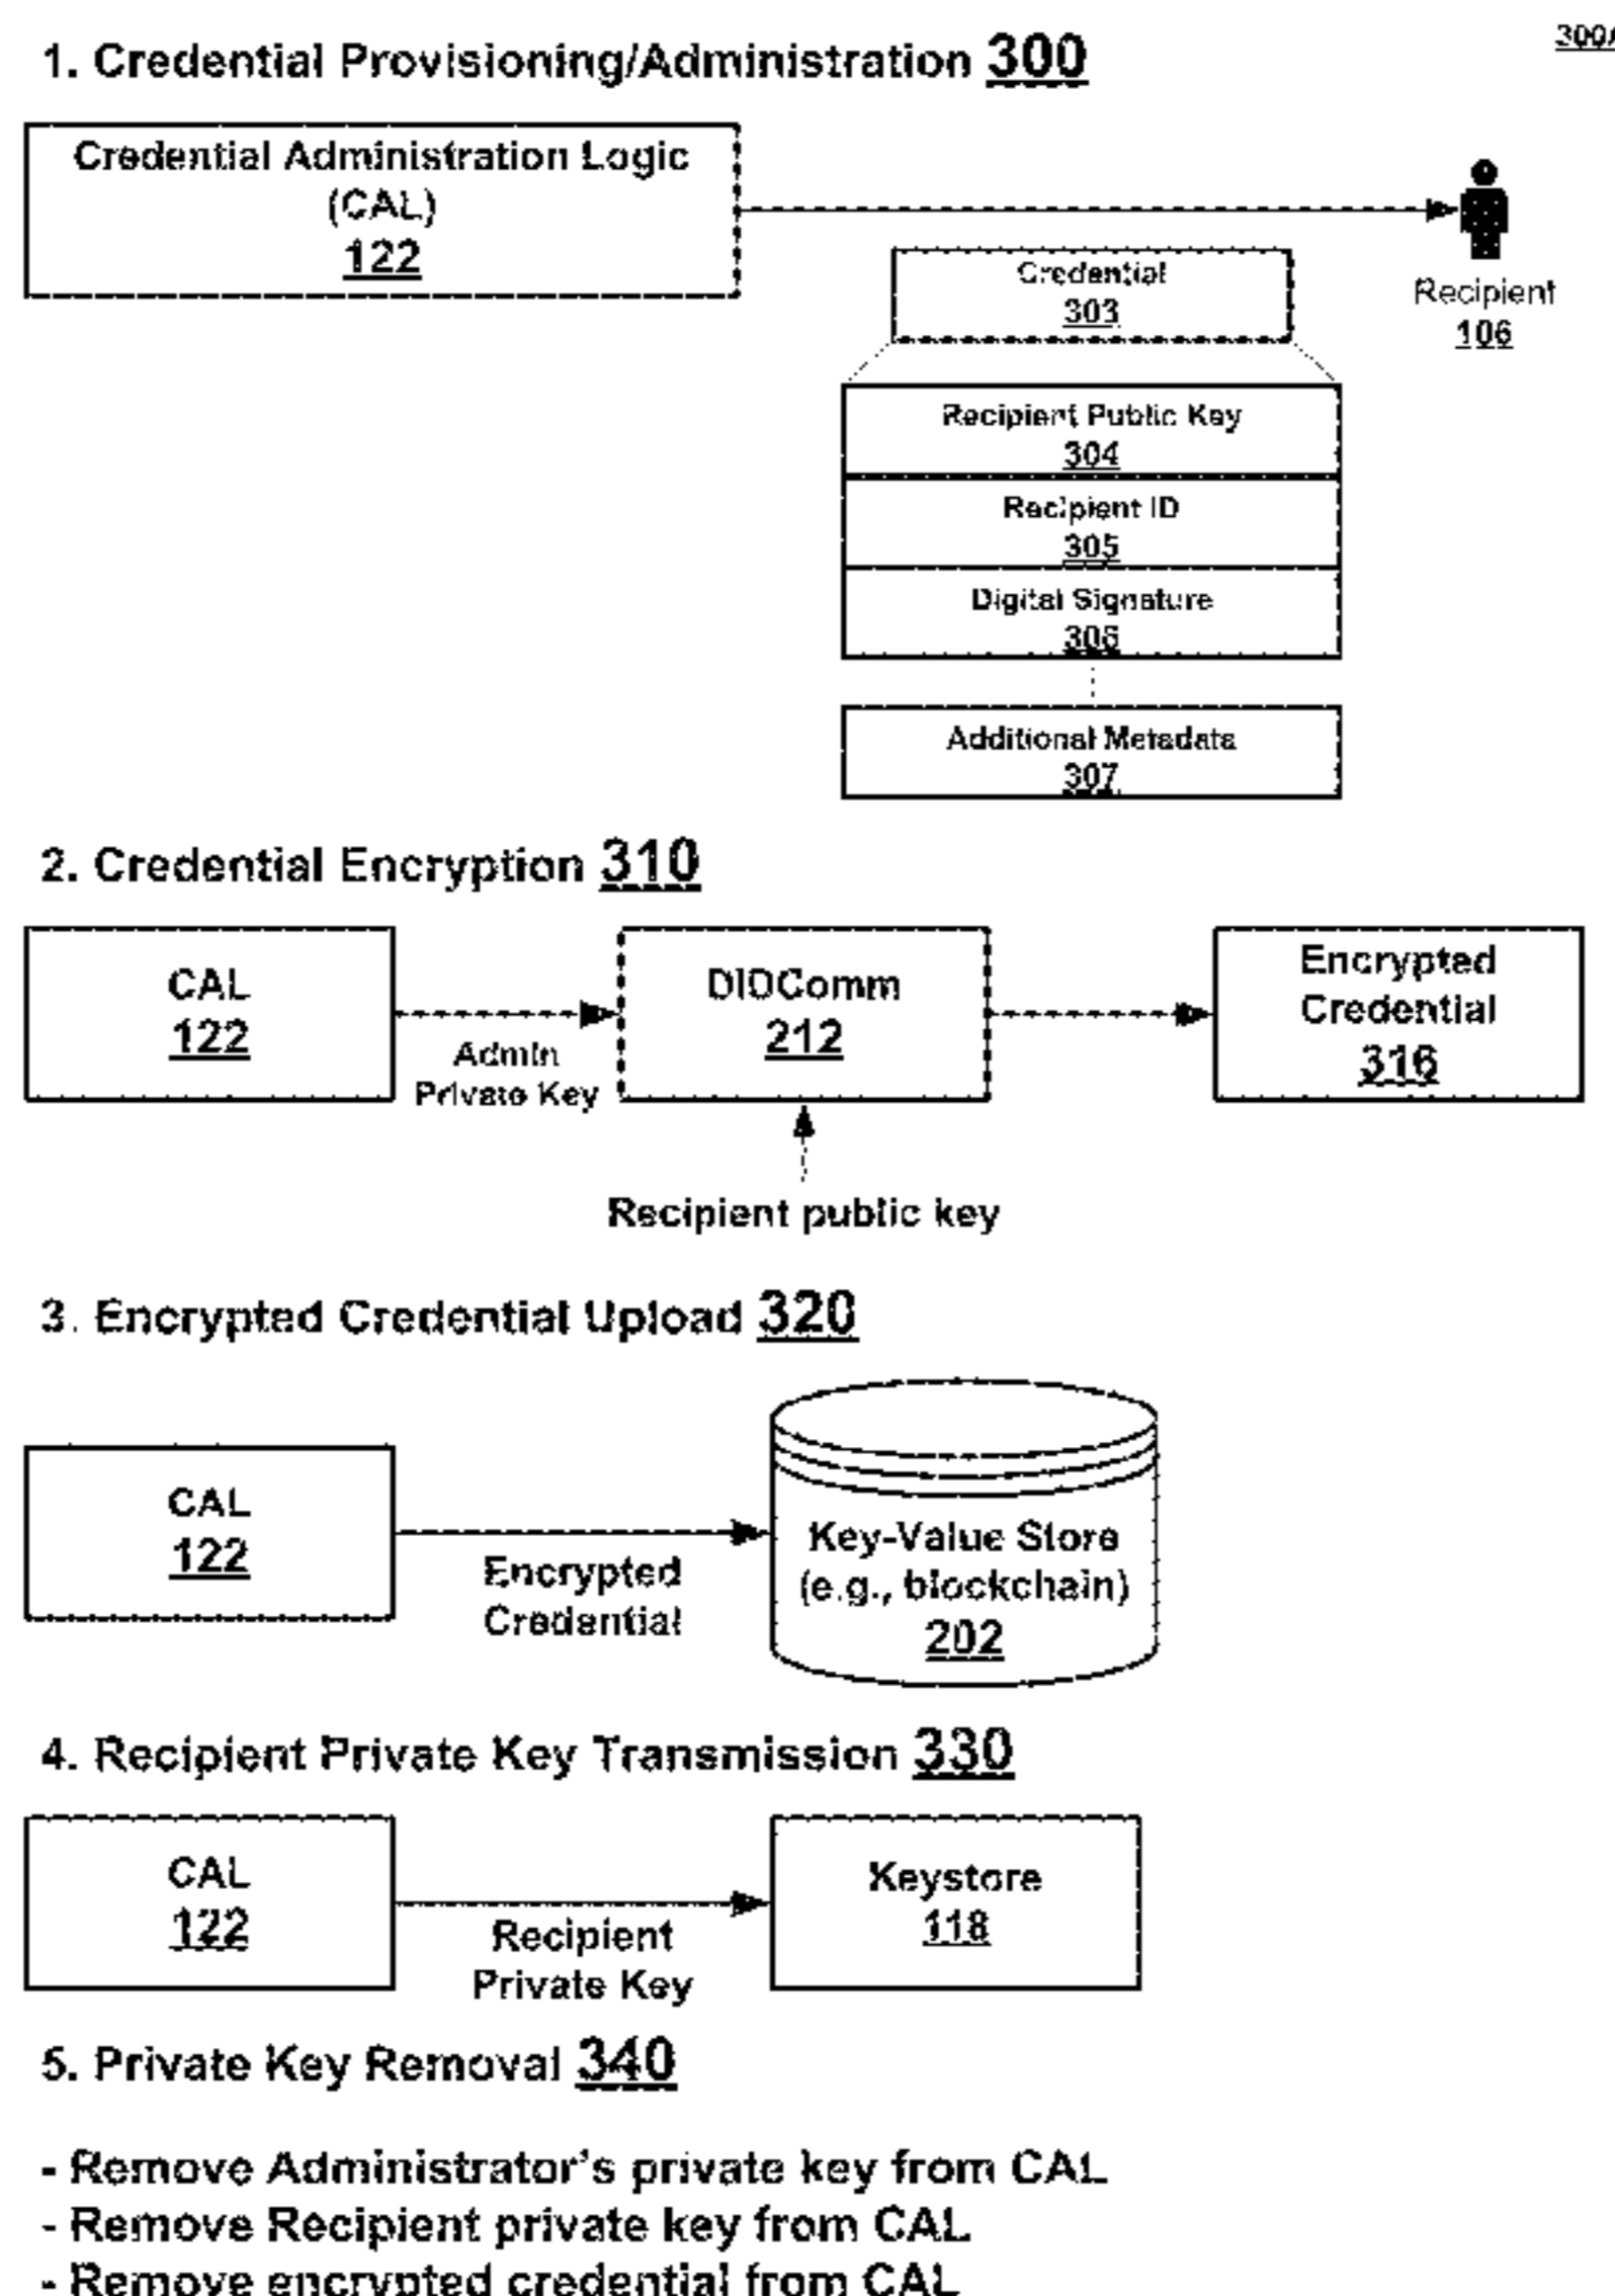 300A
1. Credential Provisioning/Administration 300
Credential Administration Logic
(CAL)
122
Credential
303
Recipient
106
Recipient Public Key
304
Recipient ID
305
Digital Signature
306
Additional Metadata
307
2. Credential Encryption 310
CAL
122
Admin
Private Key
DIDComm
212
Encrypted
Credential
316
Recipient public key
3. Encrypted Credential Upload 320
CAL
122
Encrypted
Credential
Key-Value Store
(e.g., blockchain)
202
4. Recipient Private Key Transmission 330
CAL
122
Recipient
Private Key
Keystore
118
5. Private Key Removal 340
- Remove Administrator's private key from CAL
- Remove Recipient private key from CAL
- Remove encrypted credential from CAL